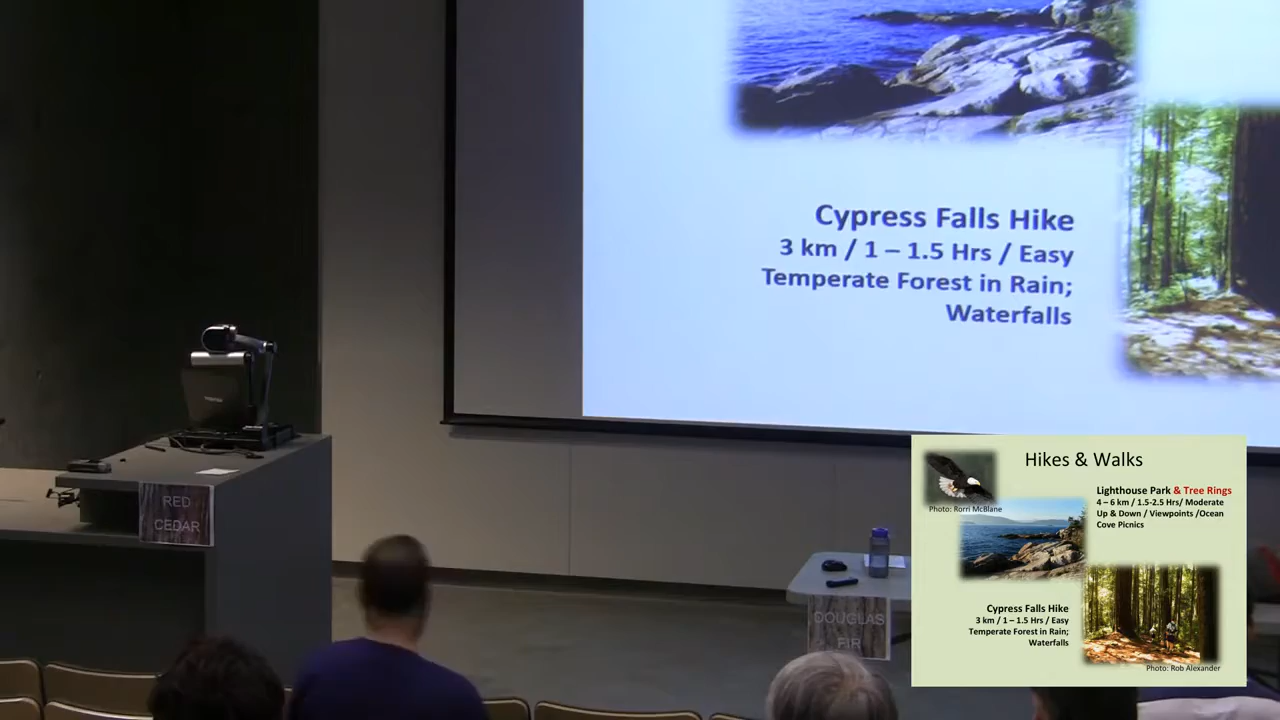 Cypress Falls Hike
3 km / 1 – 1.5 Hrs / Easy
Temperate Forest in Rain;
Waterfalls
RED
CEDAR
DOUGLAS
FIR
Hikes & Walks
Photo: Rorri McBlane
Lighthouse Park & Tree Rings
4 – 6 km / 1.5-2.5 Hrs/ Moderate
Up & Down / Viewpoints /Ocean
Cove Picnics
Cypress Falls Hike
3 km / 1 – 1.5 Hrs / Easy
Temperate Forest in Rain;
Waterfalls
Photo: Rob Alexander